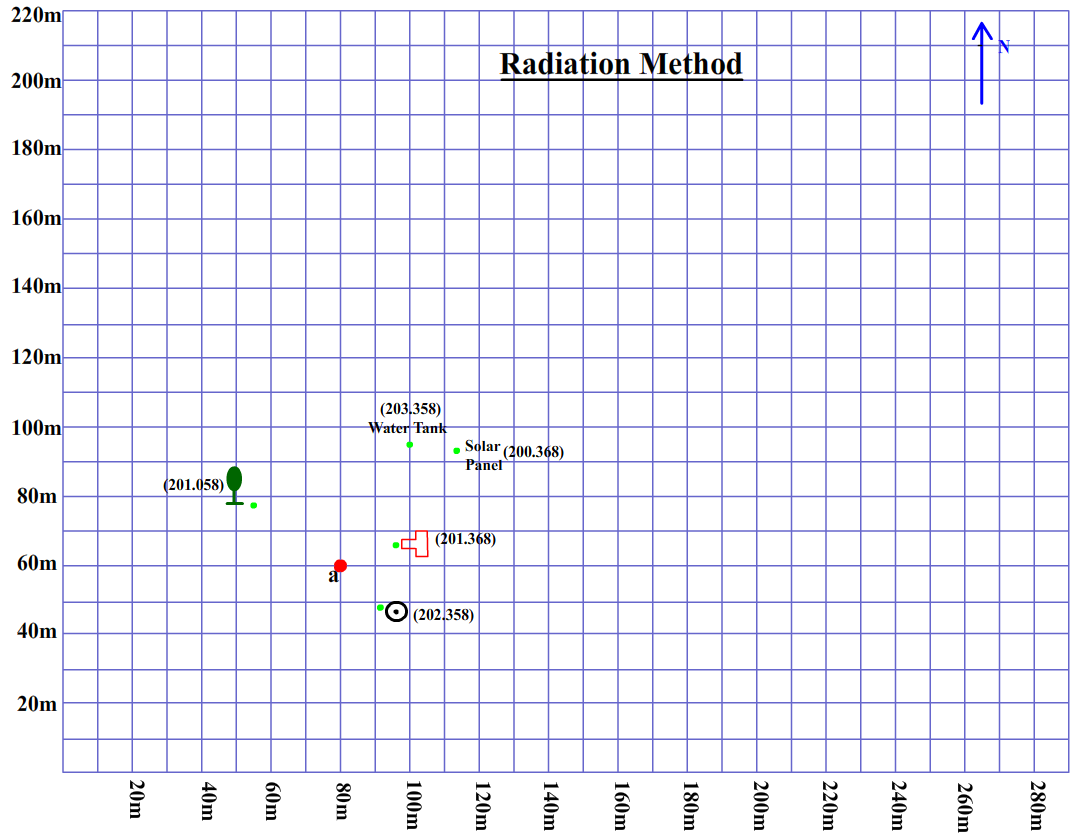 220m
Radiation Method
N
200m
180m
160m
140m
120m
(203.358)
100m
Water Tank
Solar (200.368)
Panel
(201.058)
80m
(201.368)
60m
a
(202.358)
40m
20m
20m 40m 60m 80m 100m 120m 140m 160m 180m 200m 220m 240m 260m 280m